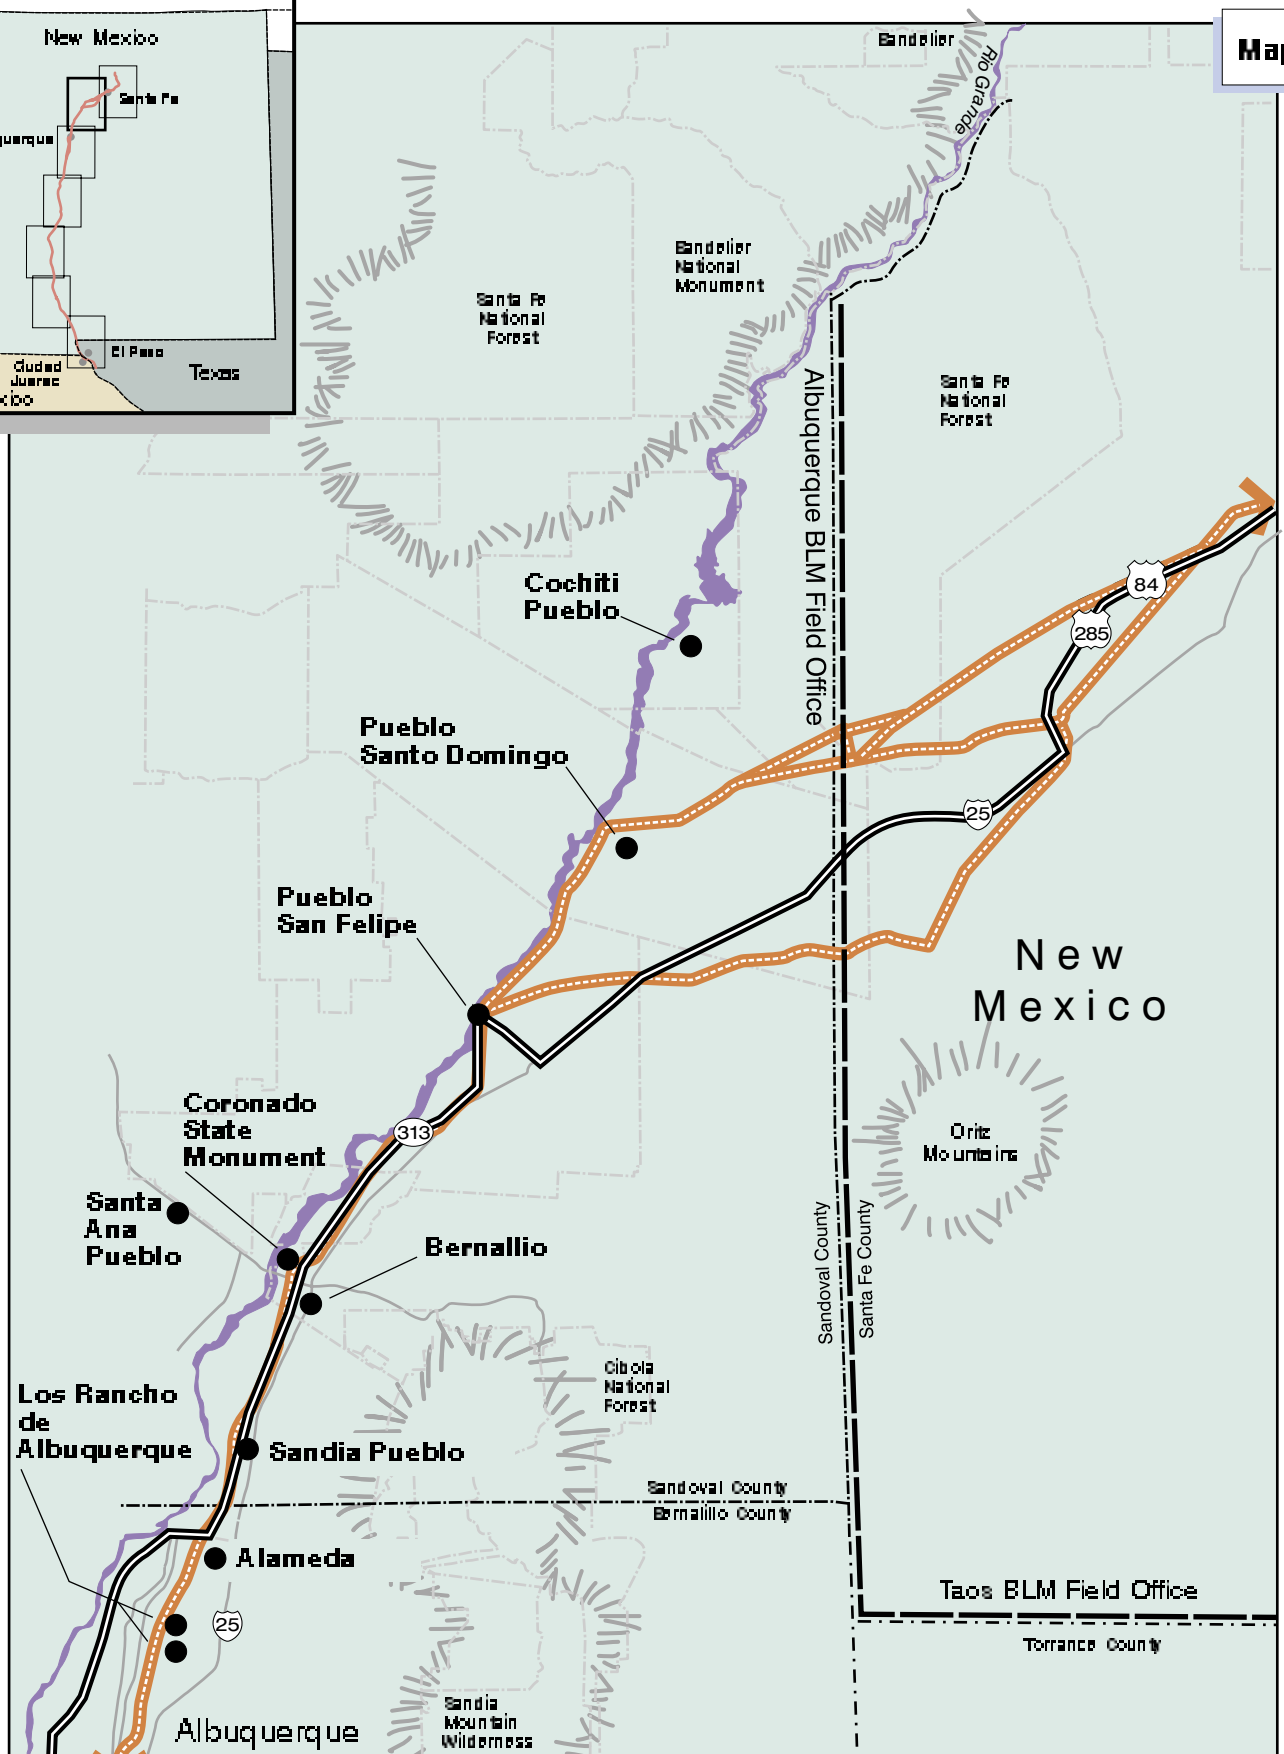 New Mexico
Santa Fe
querque
El Paso
Ciudad
Juarez
xico
Texas
Map
Bandelier
Rio Grande
Bandelier
National
Monument
Santa Fe
National
Forest
Santa Fe
National
Forest
Albuquerque BLM Field Office
84
285
Cochiti
Pueblo
Pueblo
Santo Domingo
25
Pueblo
San Felipe
New
Mexico
Coronado
State
Monument
313
Oritz
Mountains
Santa
Ana
Pueblo
Sandoval County
Santa Fe County
Bernallio
Cibola
National
Forest
Los Rancho
de
Albuquerque
Sandia Pueblo
Sandoval County
Bernalillo County
Alameda
Taos BLM Field Office
25
Torrance County
Sandia
Mountain
Wilderness
Albuquerque